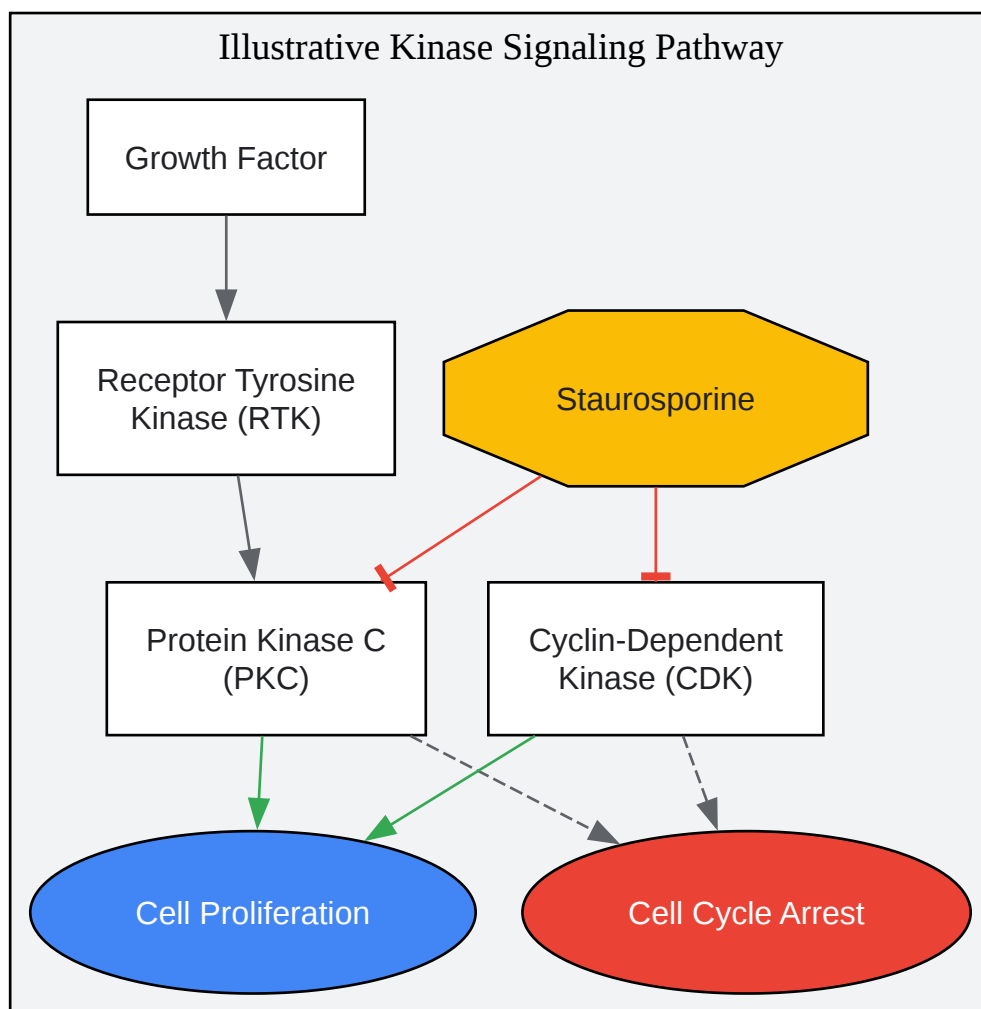 Illustrative Kinase Signaling Pathway
Growth Factor
Receptor Tyrosine
Kinase (RTK)
Staurosporine
Protein Kinase C
(PKC)
Cyclin-Dependent
Kinase (CDK)
Cell Proliferation
Cell Cycle Arrest